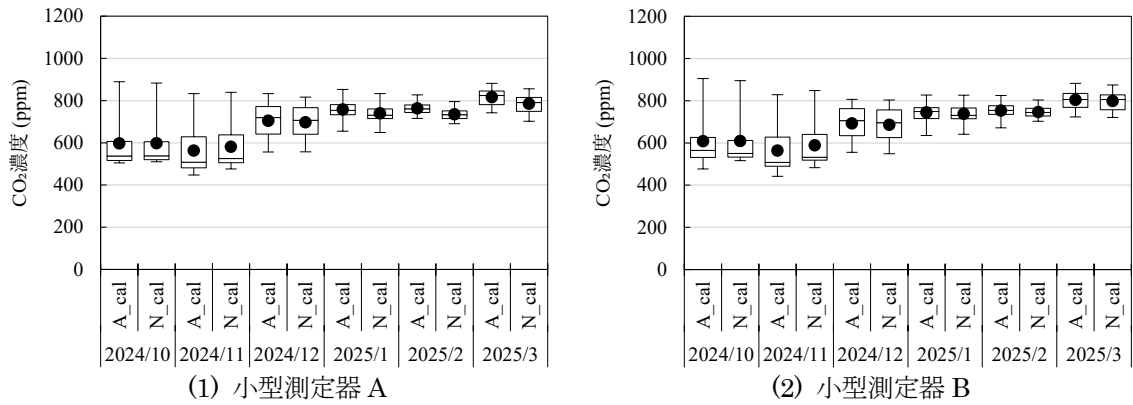 CO₂濃度 (ppm)
1200
1000
800
600
400
200
0
A_cal N_cal A_cal N_cal A_cal N_cal A_cal N_cal A_cal N_cal A_cal N_cal
2024/10 2024/11 2024/12 2025/1 2025/2 2025/3
(1) 小型測定器 A
CO₂濃度 (ppm)
1200
1000
800
600
400
200
0
A_cal N_cal A_cal N_cal A_cal N_cal A_cal N_cal A_cal N_cal A_cal N_cal
2024/10 2024/11 2024/12 2025/1 2025/2 2025/3
(2) 小型測定器 B